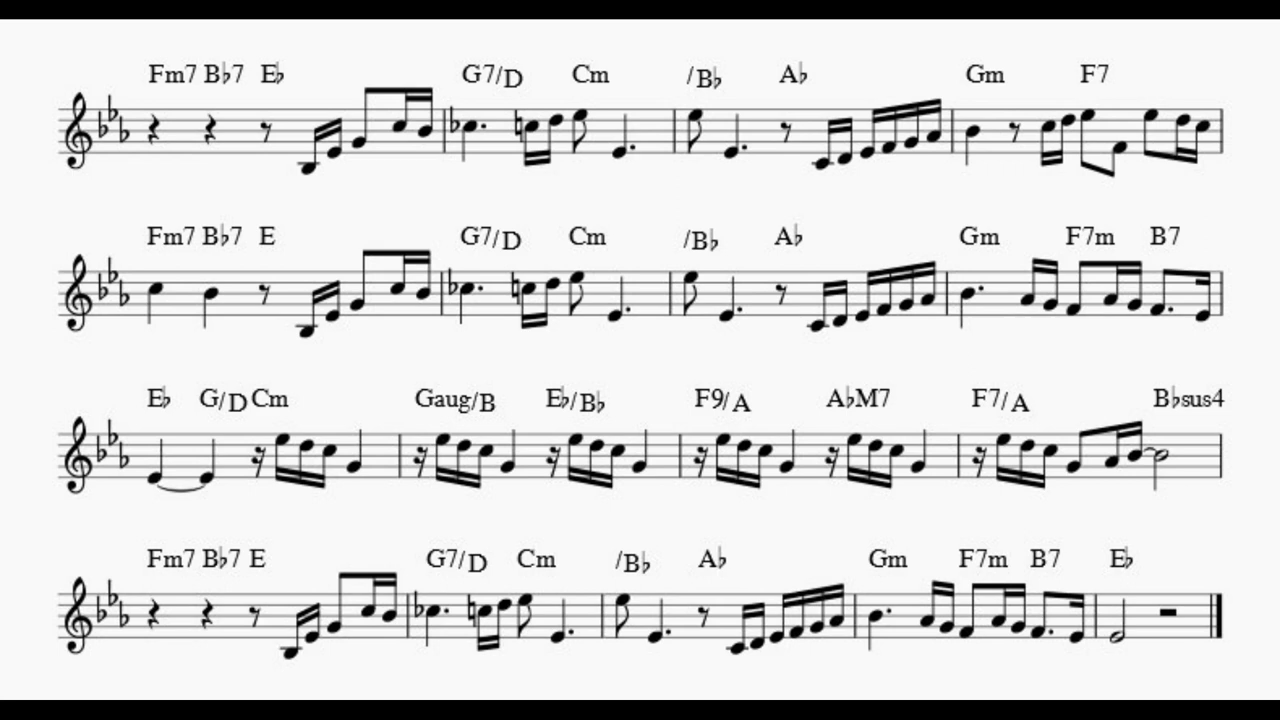 Fm7 B♭7 E♭ G7/D Cm /B♭ A♭ Gm F7
Fm7 B♭7 E G7/D Cm /B♭ A♭ Gm F7m B7
E♭ G/D Cm Gaug/B E♭/B♭ F9/A A♭M7 F7/A B♭sus4
Fm7 B♭7 E G7/D Cm /B♭ A♭ Gm F7m B7 E♭